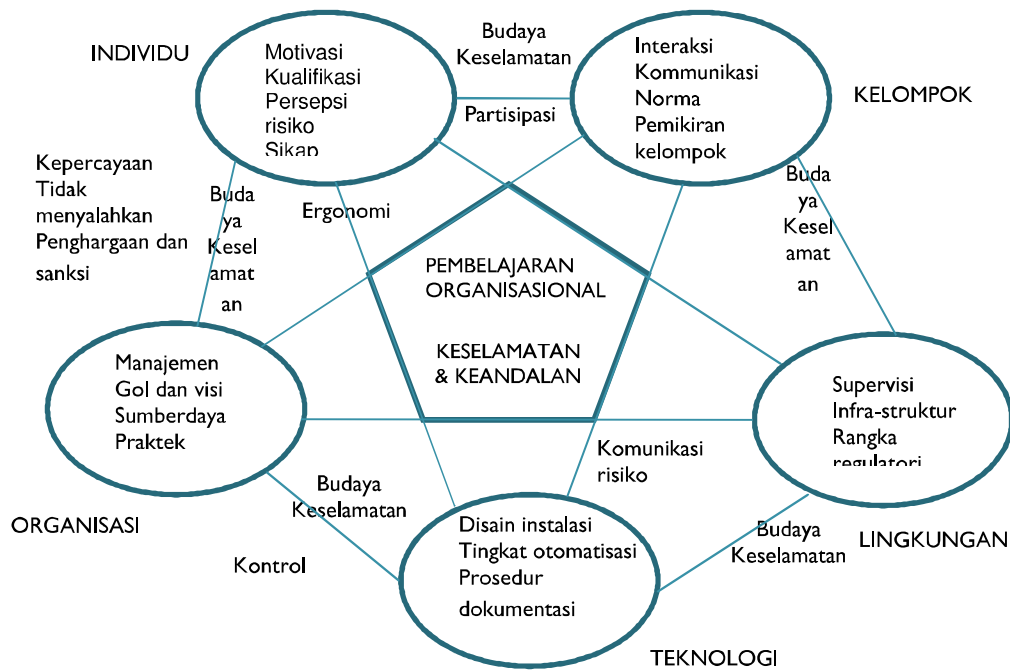 INDIVIDU
Motivasi
Kualifikasi
Persepsi
risiko
Sikap
Budaya
Keselamatan
Partisipasi
Interaksi
Kommunikasi
Norma
Pemikiran
kelompok
KELOMPOK
Kepercayaan
Tidak
menyalahkan
Penghargaan dan
sanksi
Buda
ya
Kesel
amat
an
Ergonomi
Buda
ya
Kesel
amat
an
PEMBELAJARAN
ORGANISASIONAL
KESELAMATAN
& KEANDALAN
Manajemen
Gol dan visi
Sumberdaya
Praktek
ORGANISASI
Supervisi
Infra-struktur
Rangka
regulatori
LINGKUNGAN
Komunikasi
risiko
Budaya
Keselamatan
Kontrol
Disain instalasi
Tingkat otomatisasi
Prosedur
dokumentasi
TEKNOLOGI
Budaya
Keselamatan